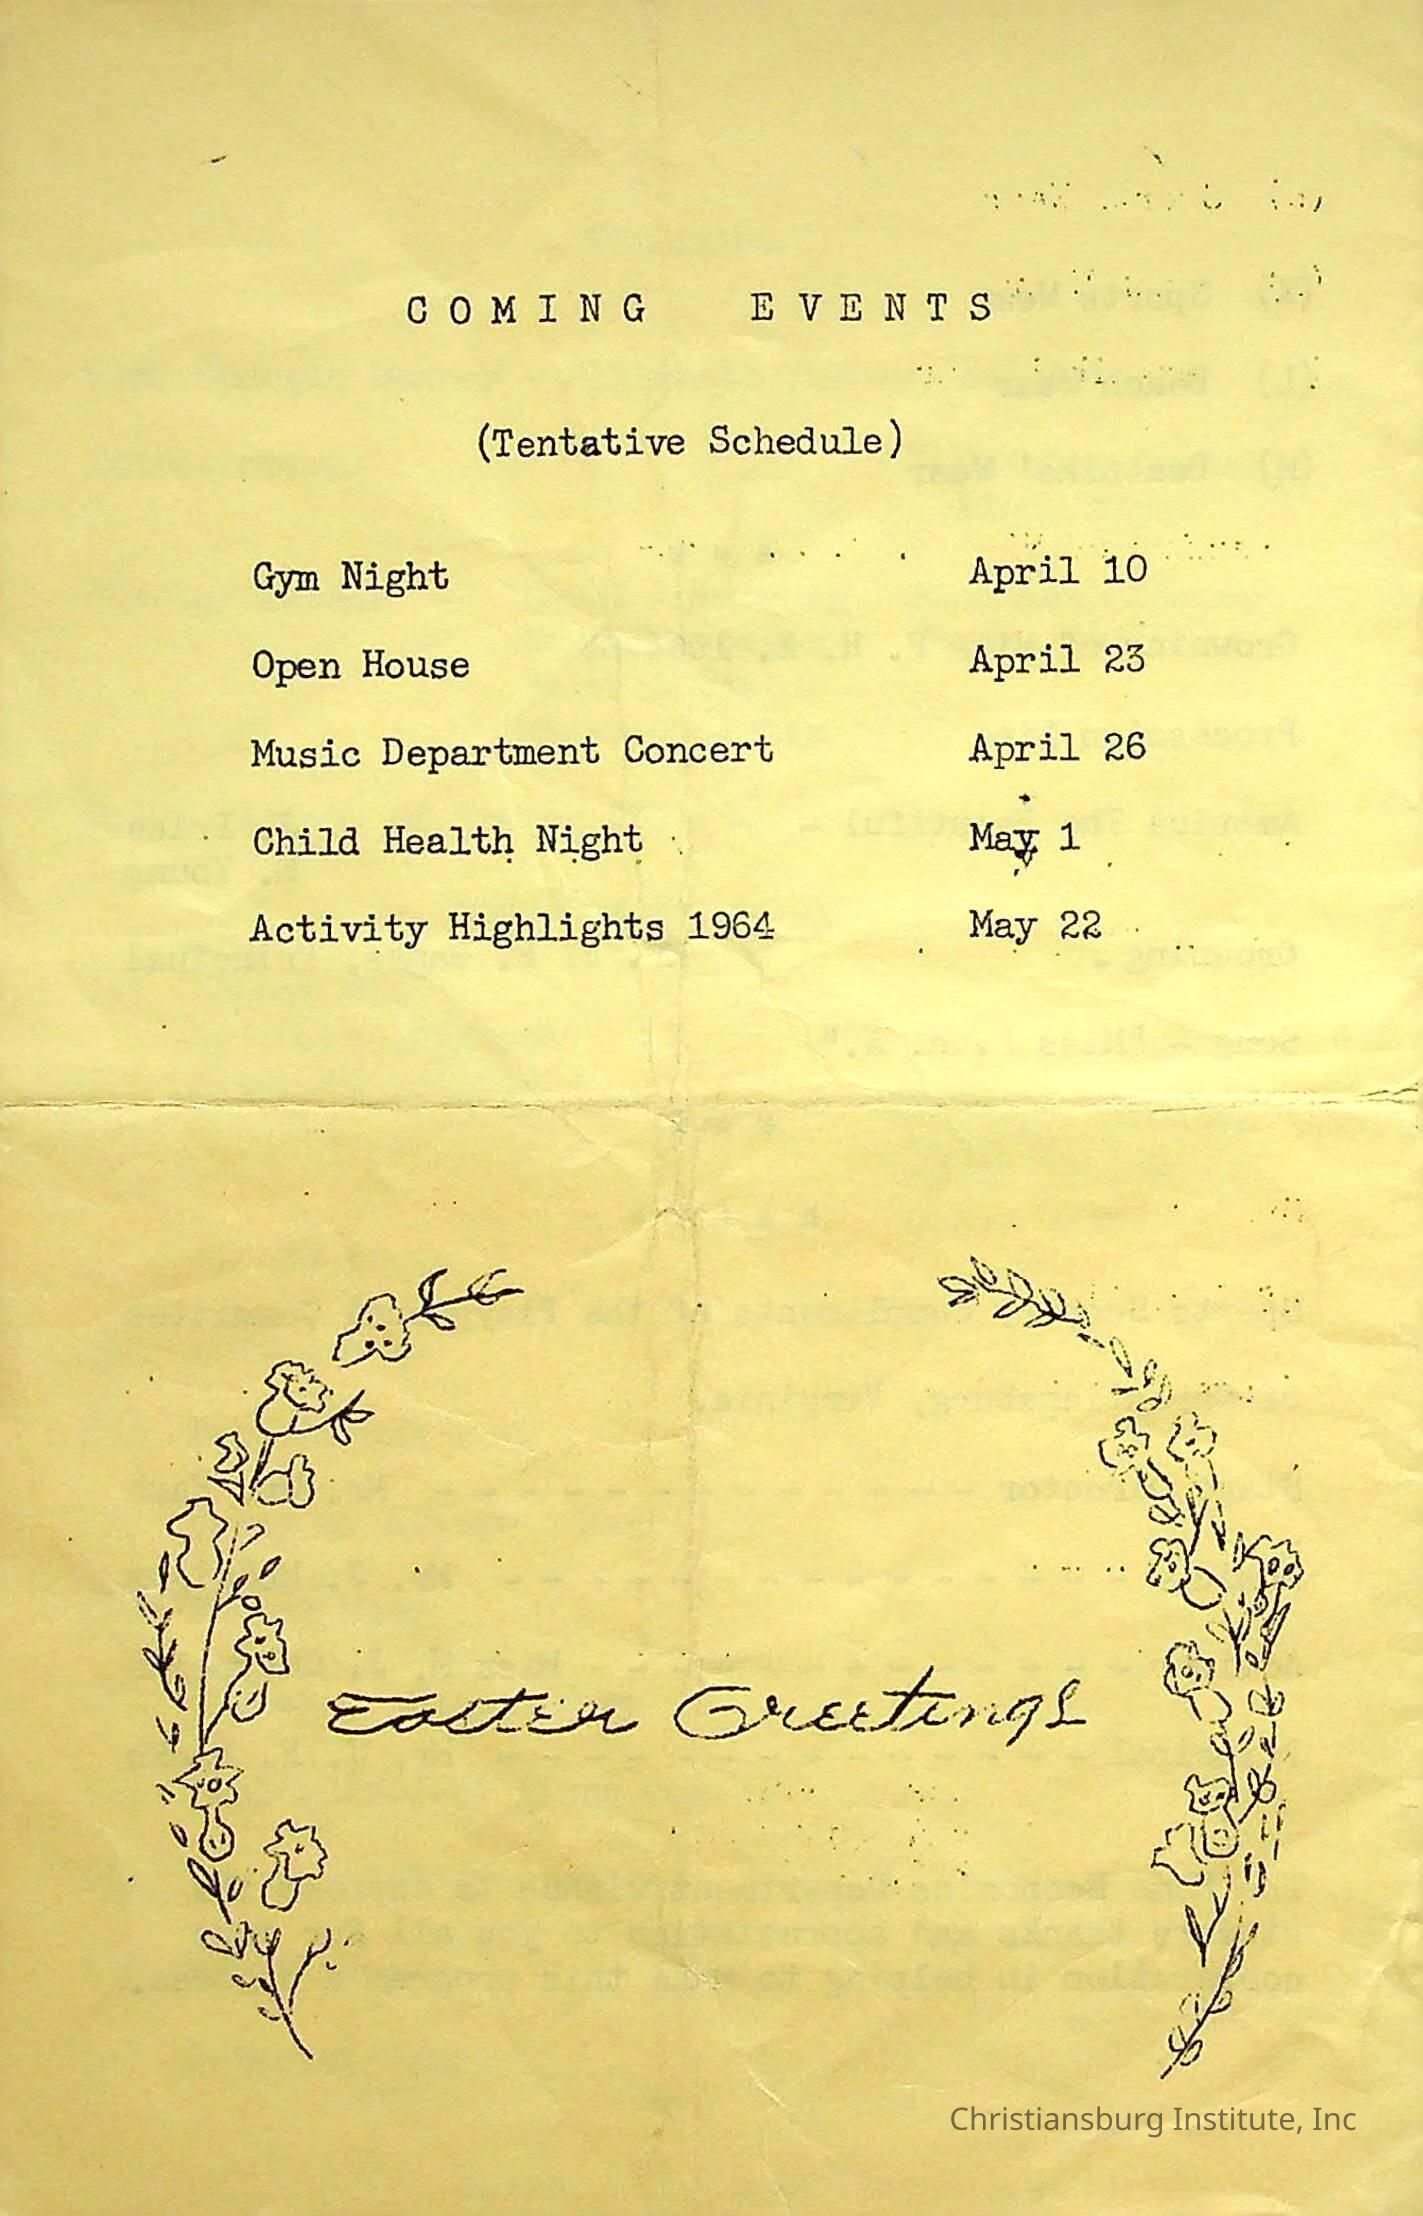 COMING EVENTS
(Tentative Schedule)
Gym Night April 10
Open House April 23
Music Department Concert April 26
Child Health Night May 1
Activity Highlights 1964 May 22
Easter Greetings
Christiansburg Institute, Inc